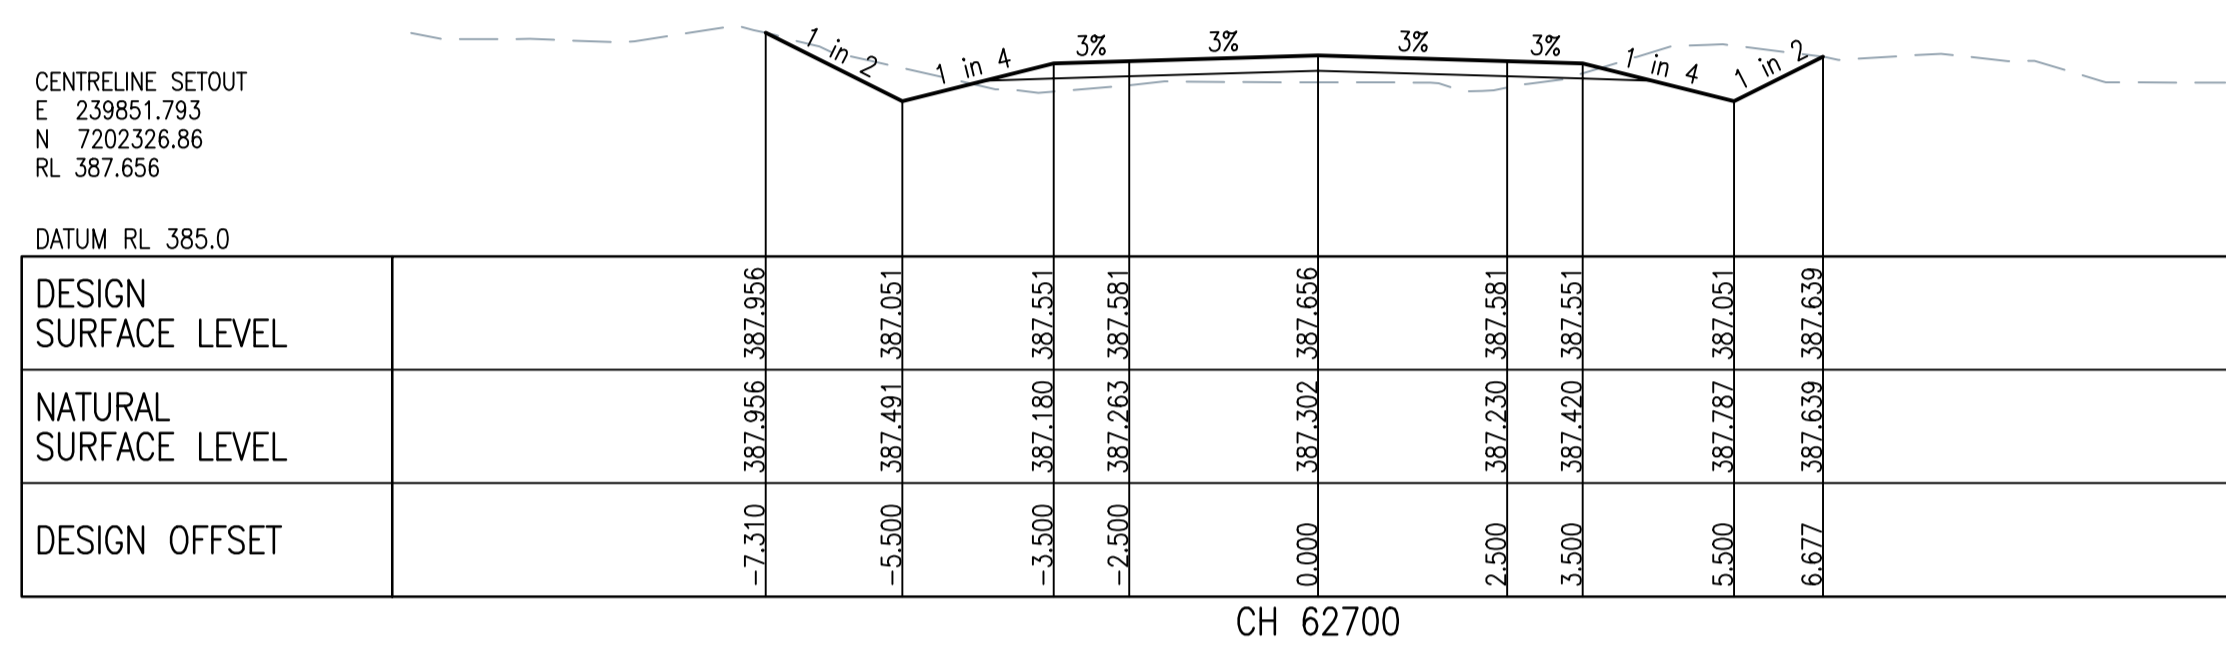 1 in 2
1 in 4
3%
3%
3%
3%
1 in 4
1 in 2
CENTRELINE SETOUT
E 239851.793
N 7202326.86
RL 387.656
DATUM RL 385.0
DESIGN
SURFACE LEVEL
387.956
387.051
387.551
387.581
387.656
387.581
387.551
387.051
387.639
NATURAL
SURFACE LEVEL
387.956
387.491
387.180
387.263
387.302
387.230
387.420
387.787
387.639
DESIGN OFFSET
-7.310
-5.500
-3.500
-2.500
0.000
2.500
3.500
5.500
6.677
CH 62700